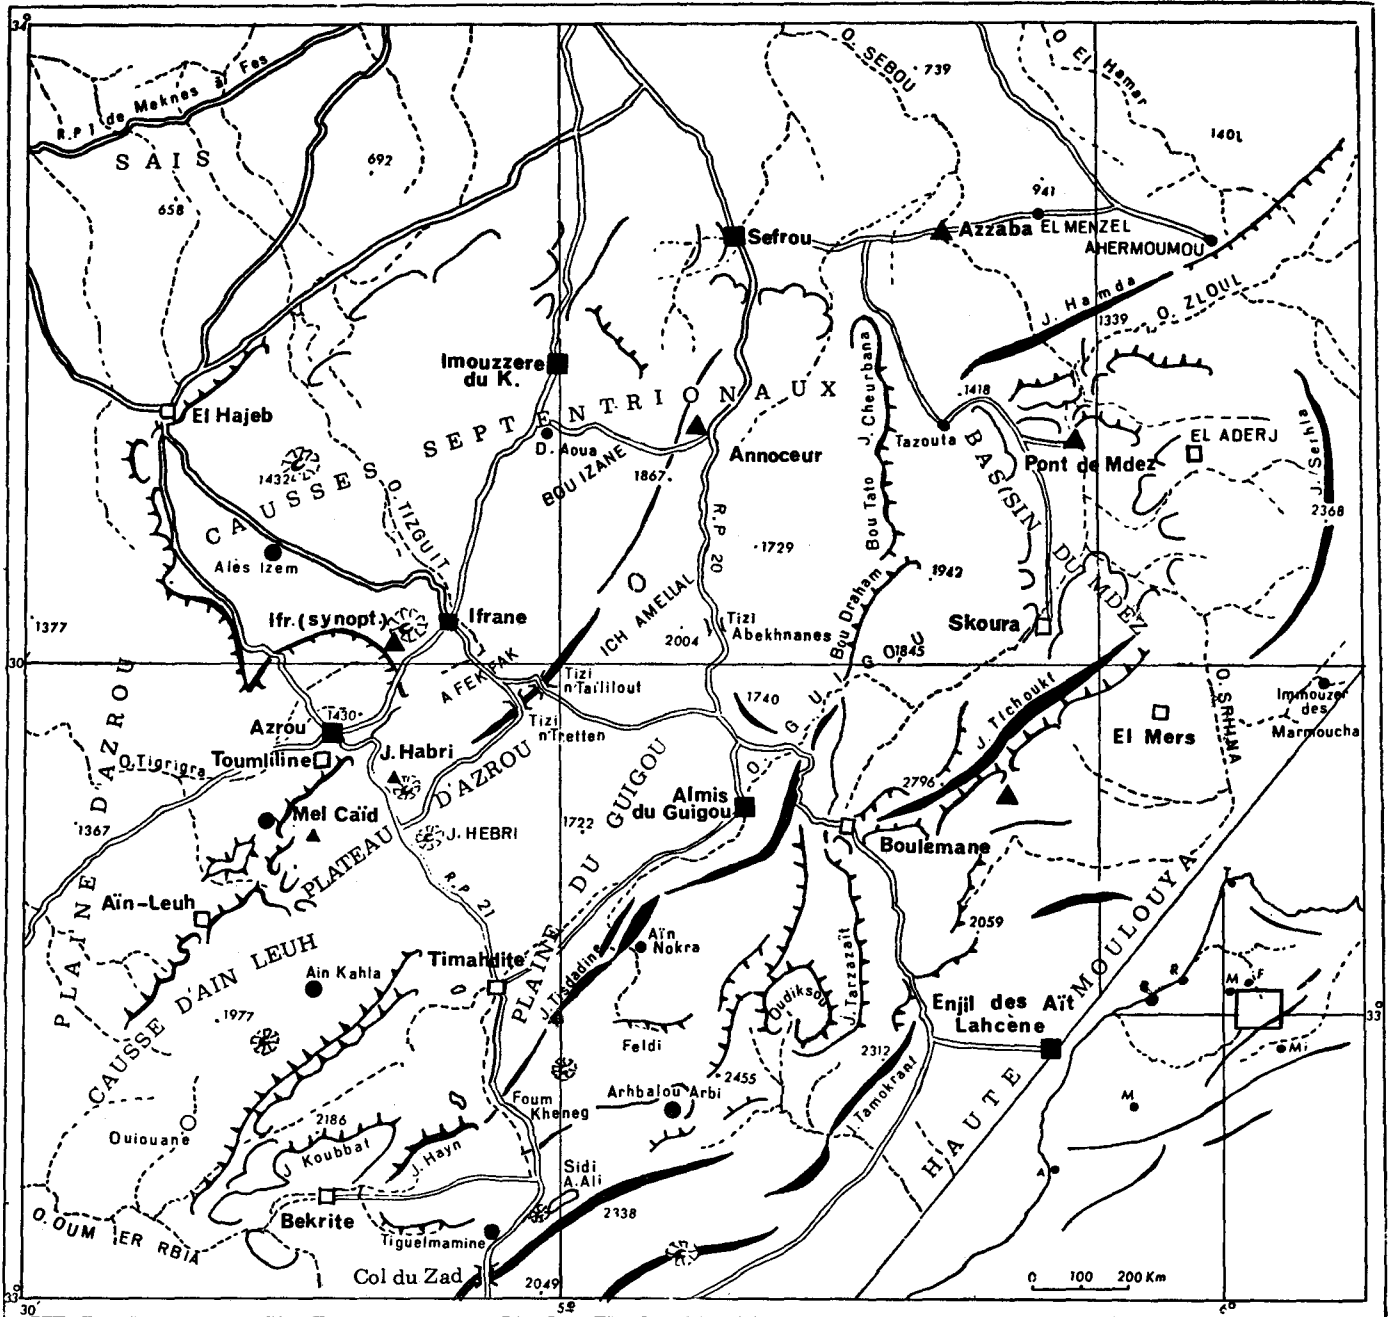 34
O. SEBOU
O El Hamar
739
R.P 1 de Meknes à Fes
SAIS
692
658
1401
941
Sefrou
Azzaba
EL MENZEL
AHERMOUMOU
J. Hamda
1339
O. ZLOUL
Imouzzere
du K.
El Hajeb
CAUSSES SEPTENTRIONAUX
J. Cheurbana
1418
Tazouta
D. Aoua
BOU IZANE
Annoceur
1867
Pont de Mdez
EL ADERJ
J. Serhla
2368
1432
O. TIZGUIT
R.P 20
1729
Bou Tato
BASSIN DU MDEZ
Ales Izem
1942
Bou Draham
ICH AMELLAL
1377
Ifr. (synopt.)
Ifrane
2004
Tizi
Abekhnanes
Skoura
O. GUIGOU
1845
30
AFEKFAK
Tizi
n'Taililout
1740
J. Tichoukt
O. SRHINA
Immouzer
des
Marmoucha
El Mers
PLAINE D'AZROU
Azrou
1430
Tizi
n'Tretten
Toumliline
J. Habri
O. Tigrigra
2796
PLATEAU D'AZROU
PLAINE DU GUIGOU
Almis
du Guigou
Mel Caïd
1367
J. HEBRI
1722
Boulemane
R.P 21
Aïn-Leuh
2059
HAUTE MOULOUYA
CAUSSE D'AIN LEUH
Timahdite
Aïn
Nokra
Ain Kahla
J. Tisdadine
Oudiksou
J. Tarzazaït
Enjil des Aït
Lahcène
R
M
F
33°
1977
Feldi
2312
Mi
2455
J Tamokrant
Foum
Kheneg
Arhbalou Arbi
M
2186
Ouiouane
J Koubbat
J. Hayn
Sidi
A. Ali
A
Bekrite
2338
O. OUM ER RBIA
Tiguelmamine
Col du Zad
2049
0 100 200 Km
33°
30'
5°
6°